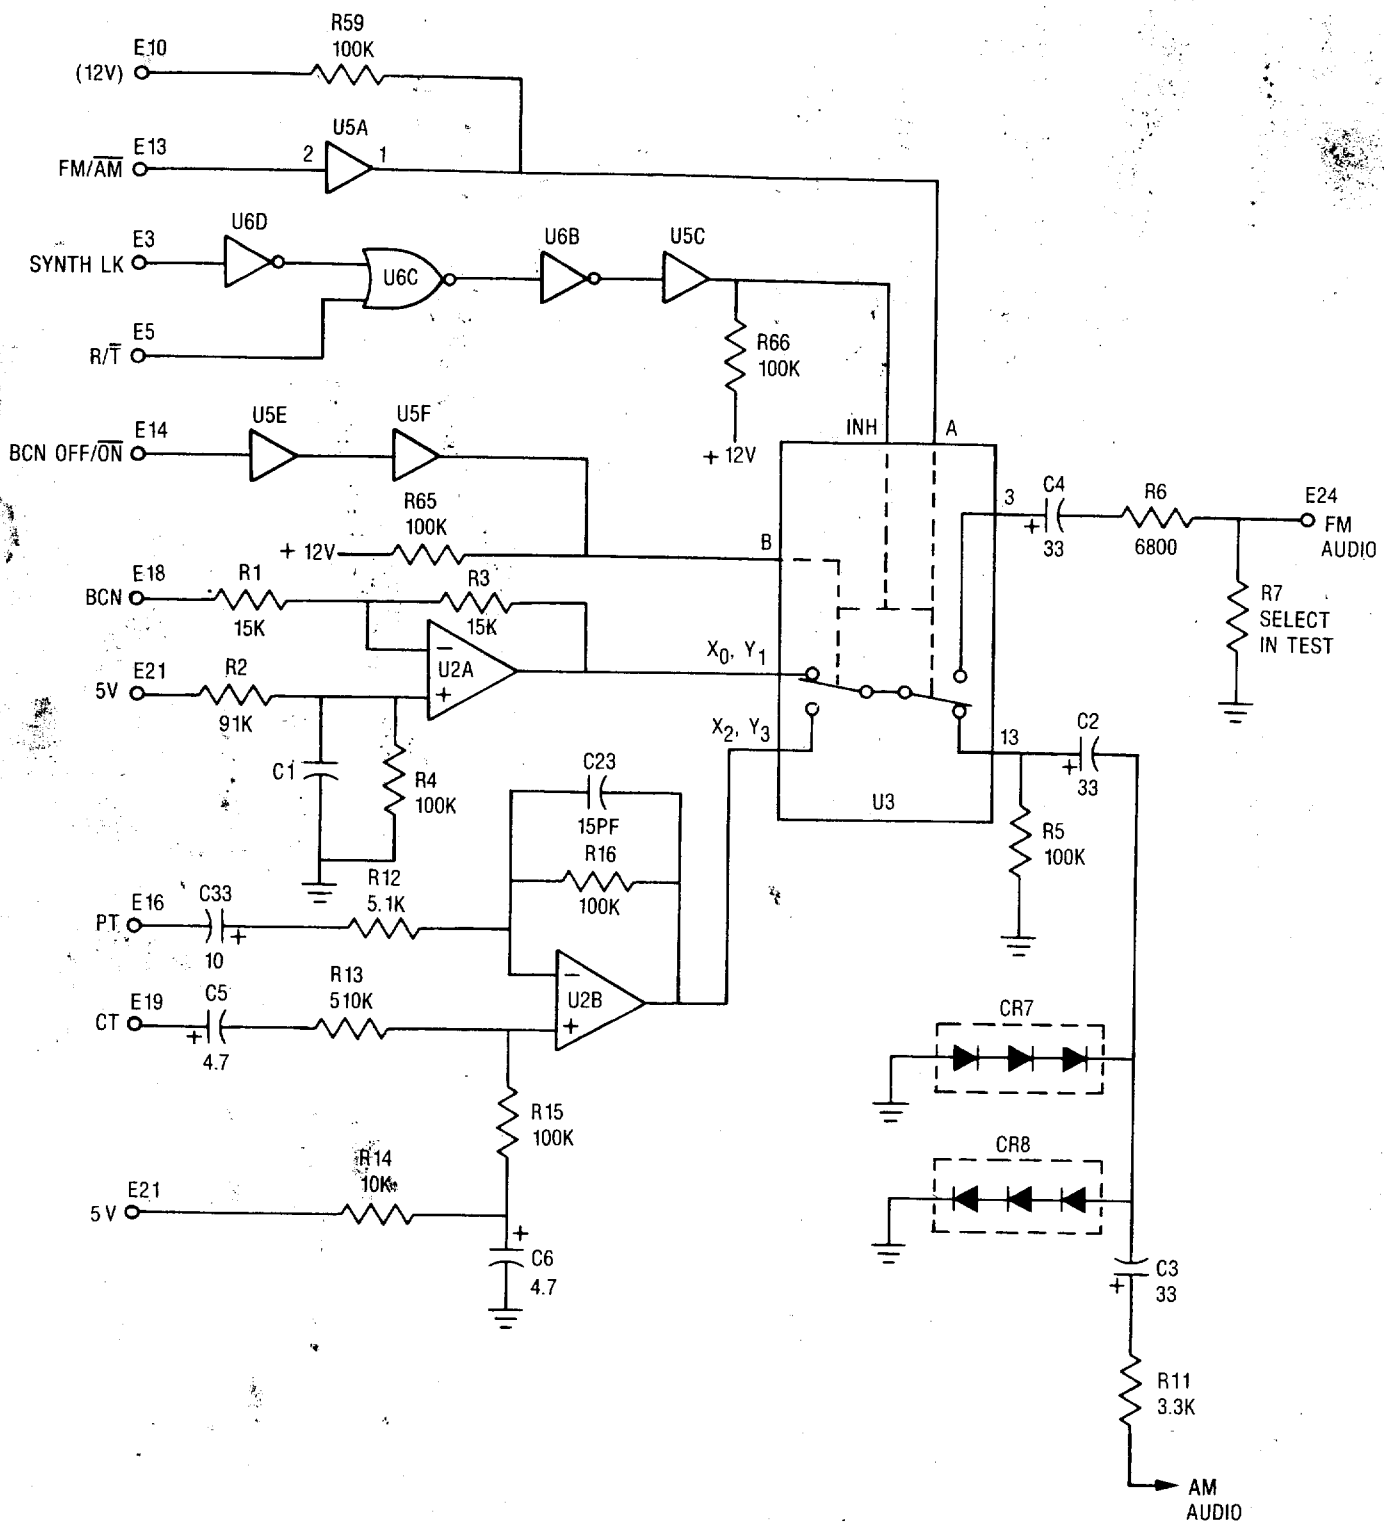 E10
(12V)
R59
100K
U5A
E13
FM/A̅M̅
2
1
U6D
E3
SYNTH LK
U6C
U6B
U5C
E5
R/T̅
R66
100K
+ 12V
U5E
U5F
E14
BCN OFF/O̅N̅
R65
100K
+ 12V
INH
A
B
3
C4
+
33
R6
6800
E24
FM
AUDIO
R7
SELECT
IN TEST
E18
BCN
R1
15K
R3
15K
E21
5V
R2
91K
−
U2A
+
X0, Y1
X2, Y3
C1
R4
100K
C23
15PF
R16
100K
U3
13
C2
+
33
R5
100K
E16
PT
C33
+
10
R12
5.1K
E19
CT
C5
+
4.7
R13
510K
−
U2B
+
R15
100K
E21
5V
R14
10K
+
C6
4.7
CR7
CR8
C3
+
33
R11
3.3K
AM
AUDIO